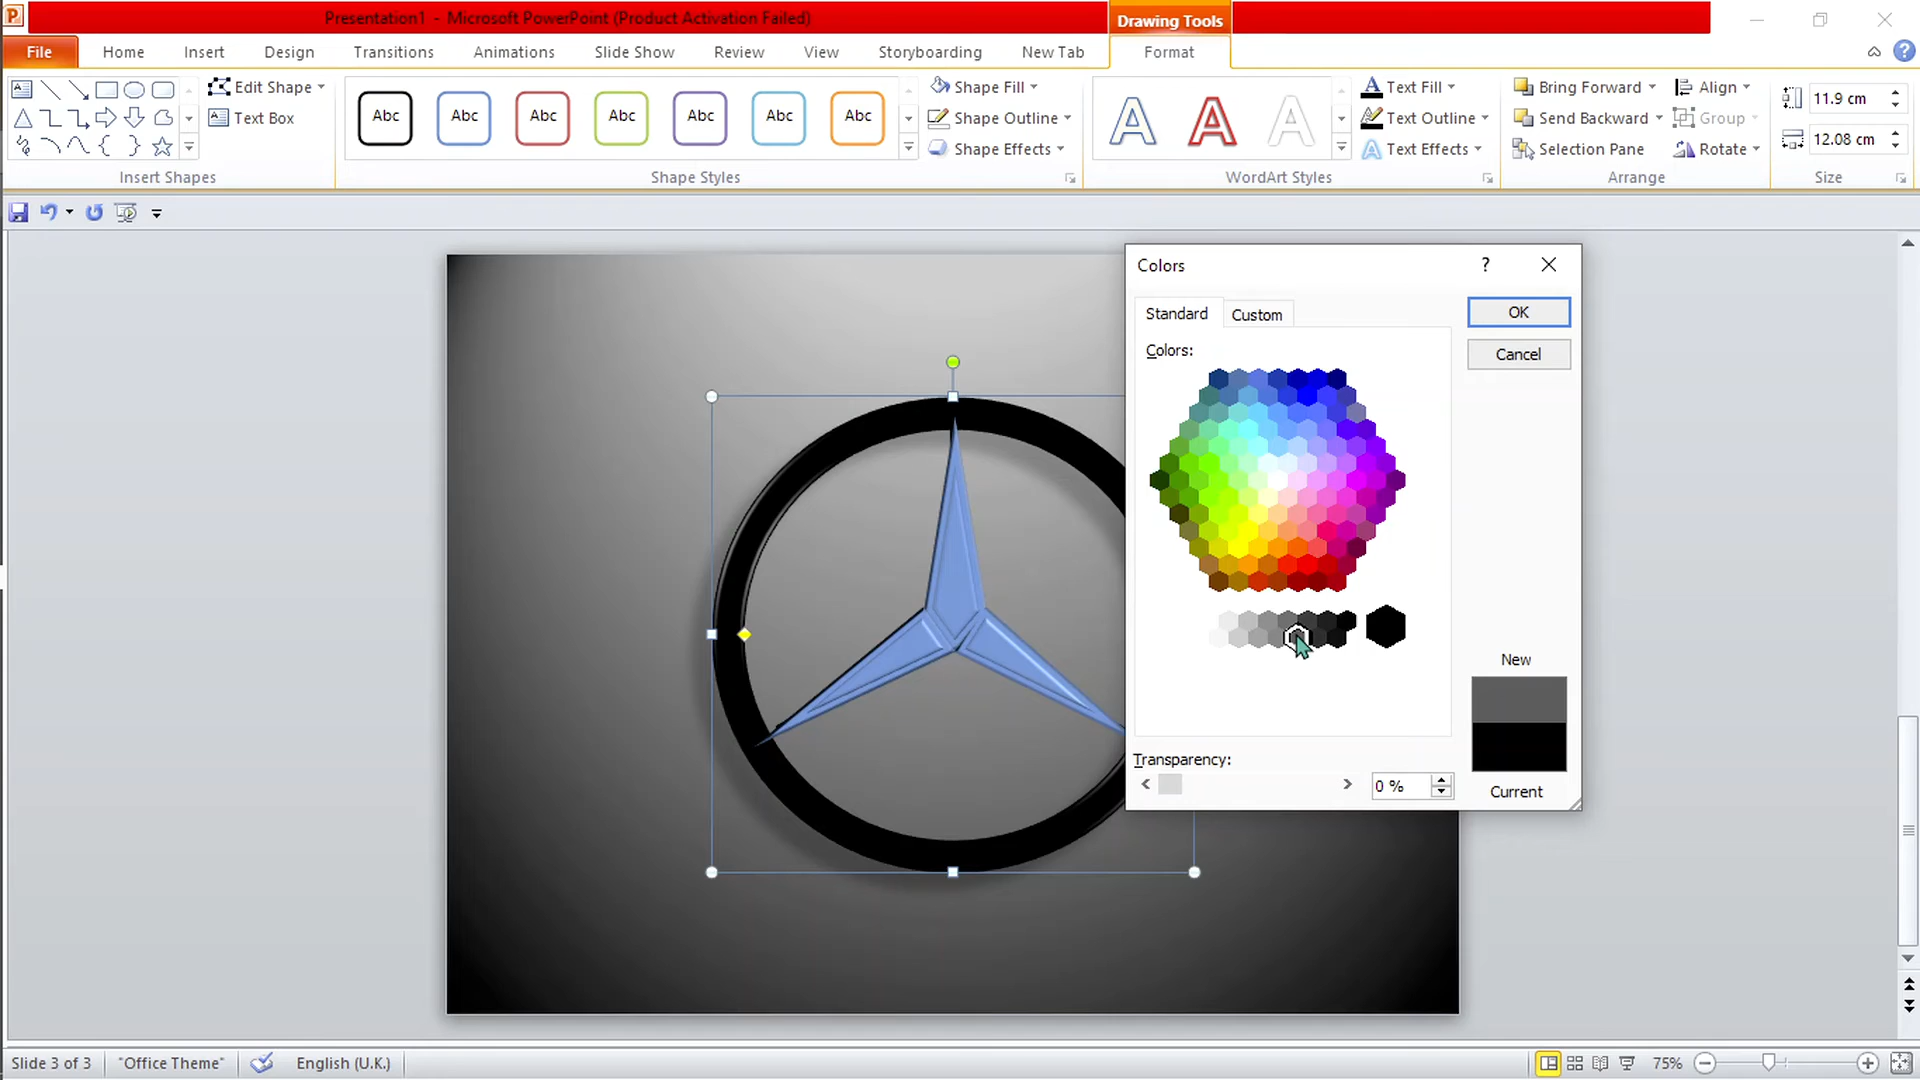 Presentation1 - Microsoft PowerPoint (Product Activation Failed)
Drawing Tools
File Home Insert Design Transitions Animations Slide Show Review View Storyboarding New Tab Format
Edit Shape
Text Box
Insert Shapes
Abc Abc Abc Abc Abc Abc Abc
Shape Fill
Shape Outline
Shape Effects
Shape Styles
A A A
Text Fill
Text Outline
Text Effects
WordArt Styles
Bring Forward
Send Backward
Selection Pane
Align
Group
Rotate
Arrange
11.9 cm
12.08 cm
Size
Colors
?
Standard
Custom
OK
Cancel
Colors:
New
Current
Transparency:
0 %
Slide 3 of 3
"Office Theme"
English (U.K.)
75%